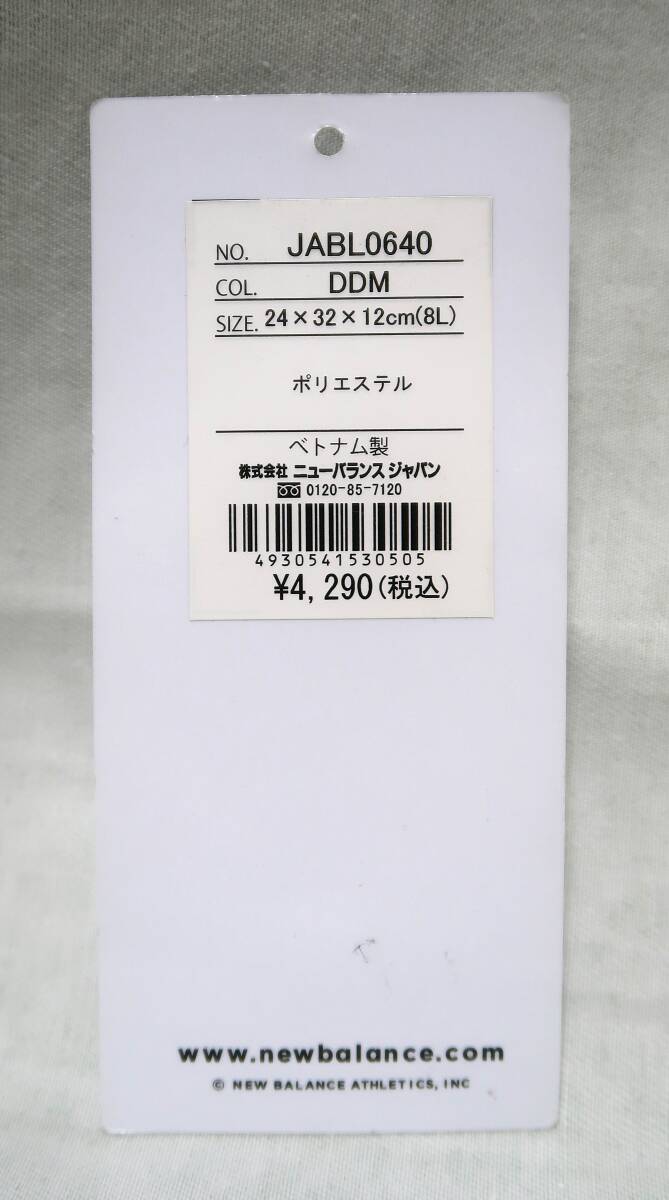 NO. JABL0640
COL. DDM
SIZE. 24×32×12cm(8L)
ポリエステル
ベトナム製
株式会社 ニューバランス ジャパン
0120-85-7120
4930541530505
¥4,290(税込)
www.newbalance.com
© NEW BALANCE ATHLETICS, INC